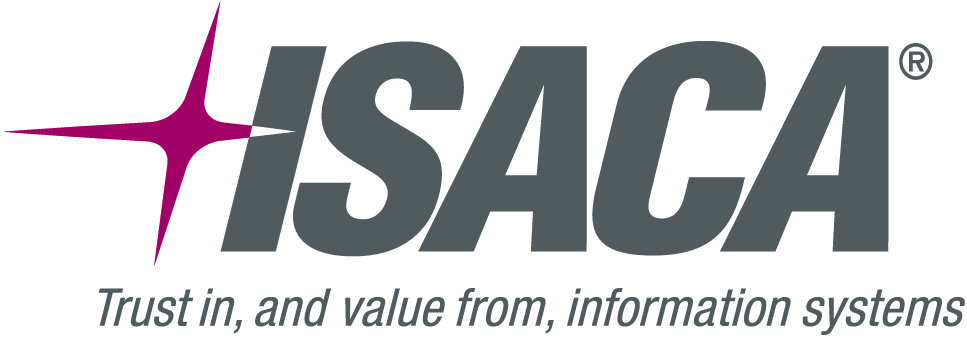 ISACA®
Trust in, and value from, information systems